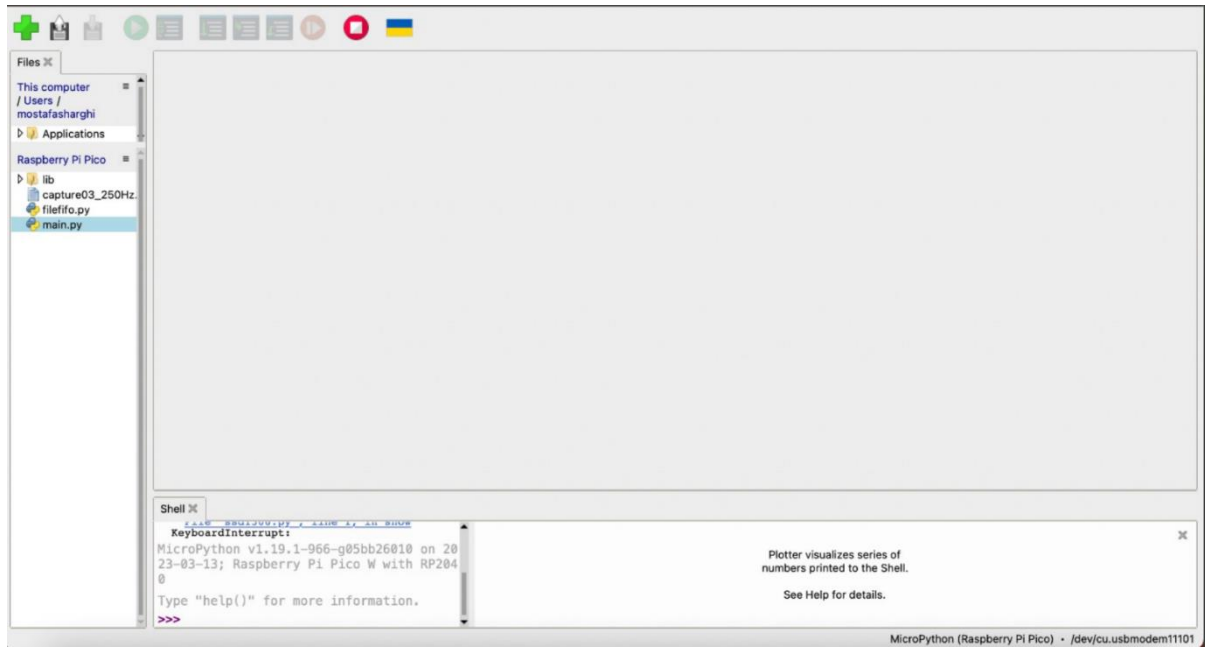 Files
This computer
/ Users /
mostafasharghi
Applications
Raspberry Pi Pico
lib
capture03_250Hz.
filefifo.py
main.py
Shell
KeyboardInterrupt:
MicroPython v1.19.1-966-g05bb26010 on 20
23-03-13; Raspberry Pi Pico W with RP204
0
Type "help()" for more information.
>>>
Plotter visualizes series of
numbers printed to the Shell.
See Help for details.
MicroPython (Raspberry Pi Pico) • /dev/cu.usbmodem11101